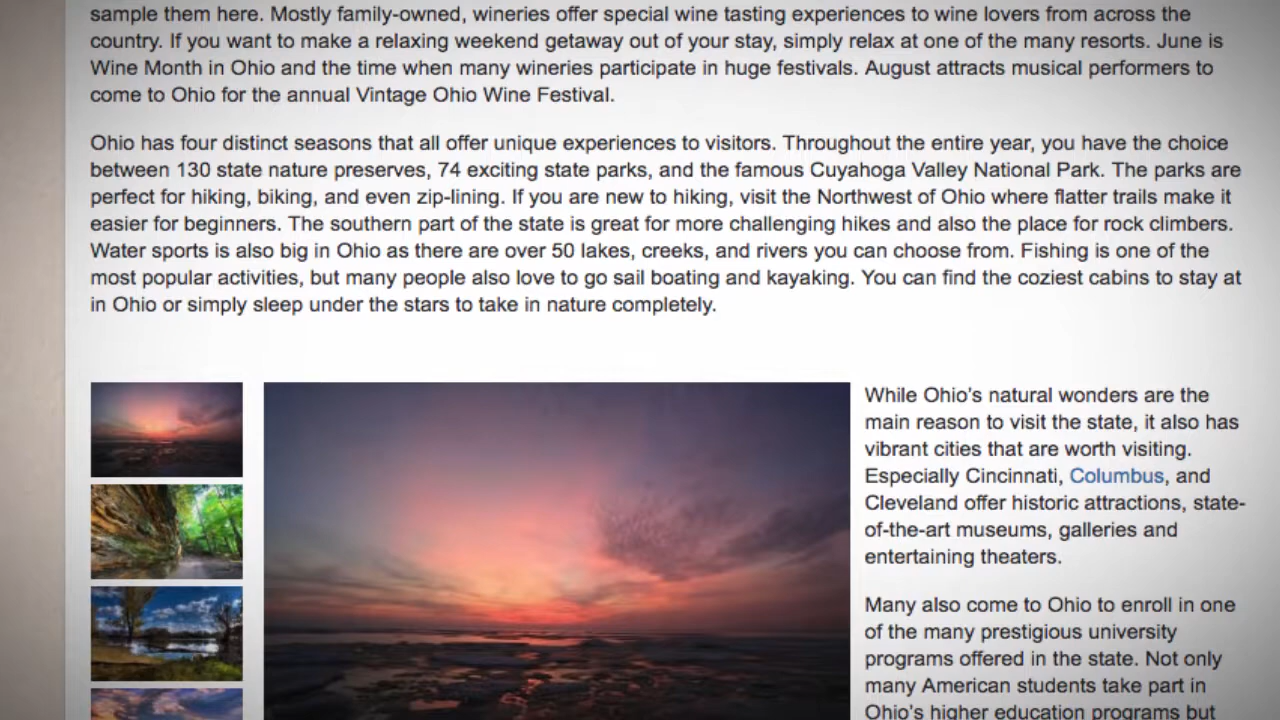 sample them here. Mostly family-owned, wineries offer special wine tasting experiences to wine lovers from across the
country. If you want to make a relaxing weekend getaway out of your stay, simply relax at one of the many resorts. June is
Wine Month in Ohio and the time when many wineries participate in huge festivals. August attracts musical performers to
come to Ohio for the annual Vintage Ohio Wine Festival.
Ohio has four distinct seasons that all offer unique experiences to visitors. Throughout the entire year, you have the choice
between 130 state nature preserves, 74 exciting state parks, and the famous Cuyahoga Valley National Park. The parks are
perfect for hiking, biking, and even zip-lining. If you are new to hiking, visit the Northwest of Ohio where flatter trails make it
easier for beginners. The southern part of the state is great for more challenging hikes and also the place for rock climbers.
Water sports is also big in Ohio as there are over 50 lakes, creeks, and rivers you can choose from. Fishing is one of the
most popular activities, but many people also love to go sail boating and kayaking. You can find the coziest cabins to stay at
in Ohio or simply sleep under the stars to take in nature completely.
While Ohio’s natural wonders are the
main reason to visit the state, it also has
vibrant cities that are worth visiting.
Especially Cincinnati, Columbus, and
Cleveland offer historic attractions, state-
of-the-art museums, galleries and
entertaining theaters.
Many also come to Ohio to enroll in one
of the many prestigious university
programs offered in the state. Not only
many American students take part in
Ohio’s higher education programs but